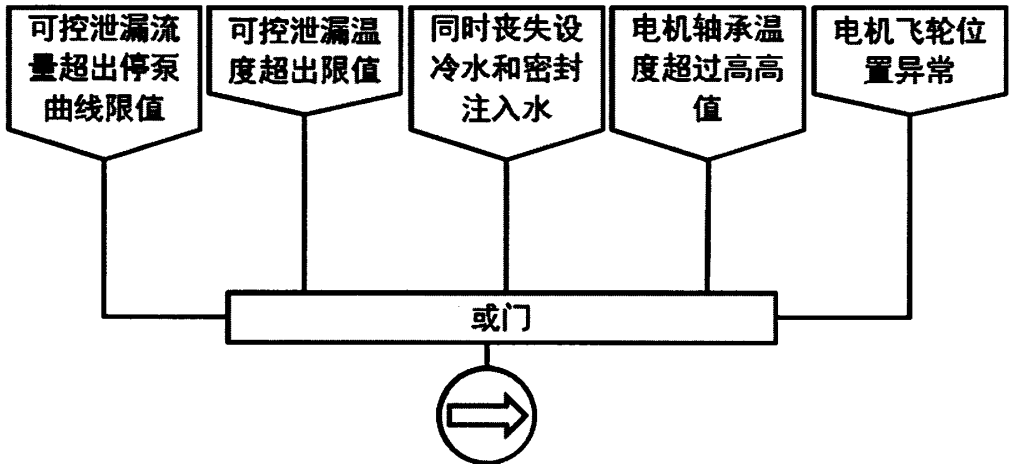 可控泄漏流
量超出停泵
曲线限值
可控泄漏温
度超出限值
同时丧失设
冷水和密封
注入水
电机轴承温
度超过高高
值
电机飞轮位
置异常
或门